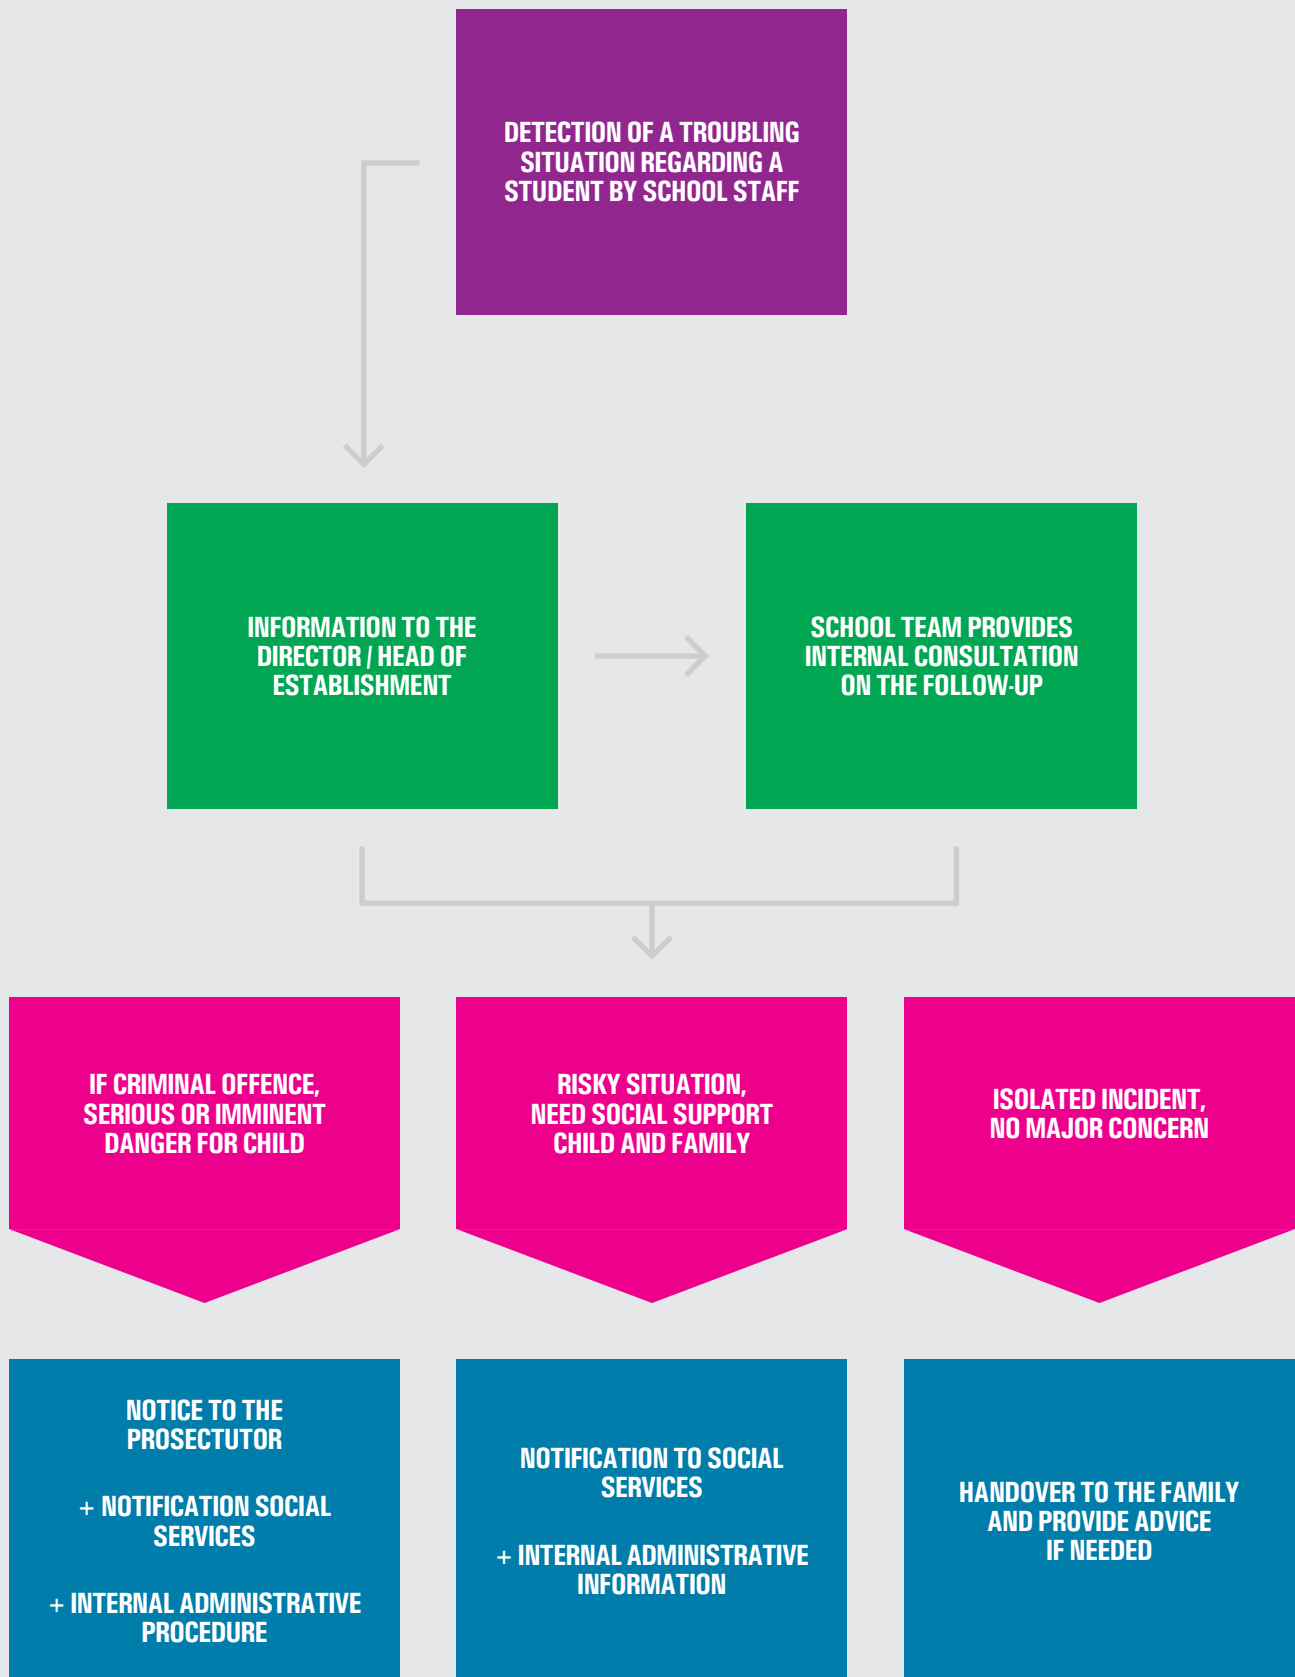 DETECTION OF A TROUBLING
SITUATION REGARDING A
STUDENT BY SCHOOL STAFF
INFORMATION TO THE
DIRECTOR / HEAD OF
ESTABLISHMENT
SCHOOL TEAM PROVIDES
INTERNAL CONSULTATION
ON THE FOLLOW-UP
IF CRIMINAL OFFENCE,
SERIOUS OR IMMINENT
DANGER FOR CHILD
RISKY SITUATION,
NEED SOCIAL SUPPORT
CHILD AND FAMILY
ISOLATED INCIDENT,
NO MAJOR CONCERN
NOTICE TO THE
PROSECTUTOR
+ NOTIFICATION SOCIAL
SERVICES
+ INTERNAL ADMINISTRATIVE
PROCEDURE
NOTIFICATION TO SOCIAL
SERVICES
+ INTERNAL ADMINISTRATIVE
INFORMATION
HANDOVER TO THE FAMILY
AND PROVIDE ADVICE
IF NEEDED